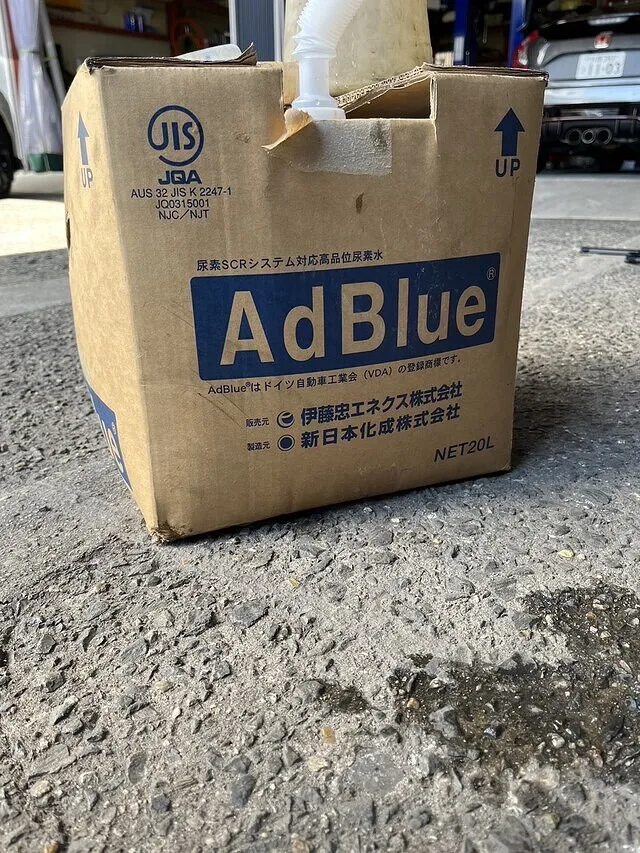 JIS
JQA
AUS 32 JIS K 2247-1
JQ0315001
NJC/NJT
UP
UP
尿素SCRシステム対応高品位尿素水
AdBlue®
AdBlue®はドイツ自動車工業会（VDA）の登録商標です。
販売元 伊藤忠エネクス株式会社
製造元 新日本化成株式会社
NET20L
11-03